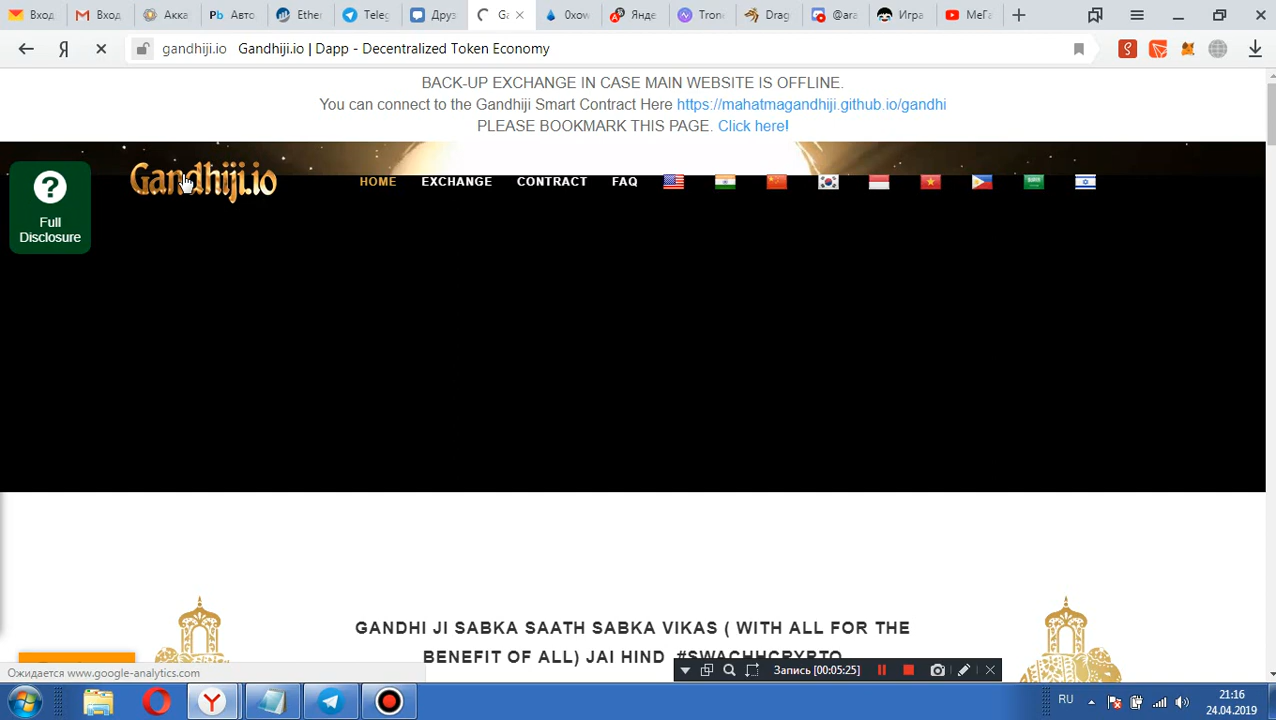 Вход
Вход
Акка
Авто
Ether
Teleg
Друз
Ga
0xow
Янде
Tron
Drag
@ara
Игра
МеГа
gandhiji.io Gandhiji.io | Dapp - Decentralized Token Economy
BACK-UP EXCHANGE IN CASE MAIN WEBSITE IS OFFLINE.
You can connect to the Gandhiji Smart Contract Here https://mahatmagandhiji.github.io/gandhi
PLEASE BOOKMARK THIS PAGE. Click here!
Gandhiji.io
HOME EXCHANGE CONTRACT FAQ
Full
Disclosure
GANDHI JI SABKA SAATH SABKA VIKAS ( WITH ALL FOR THE
BENEFIT OF ALL) JAI HIND #SWACHHCRYPTO
Ожидается www.google-analytics.com
Запись [00:05:25]
RU
21:16
24.04.2019